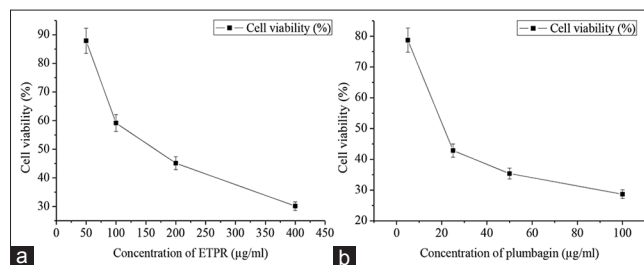 Cell viability (%)
90
80
70
60
50
40
30
0 50 100 150 200 250 300 350 400 450
Cell viability (%)
Concentration of ETPR (µg/ml)
a
Cell viability (%)
80
70
60
50
40
30
20
0 20 40 60 80 100
Cell viability (%)
Concentration of plumbagin (µg/ml)
b